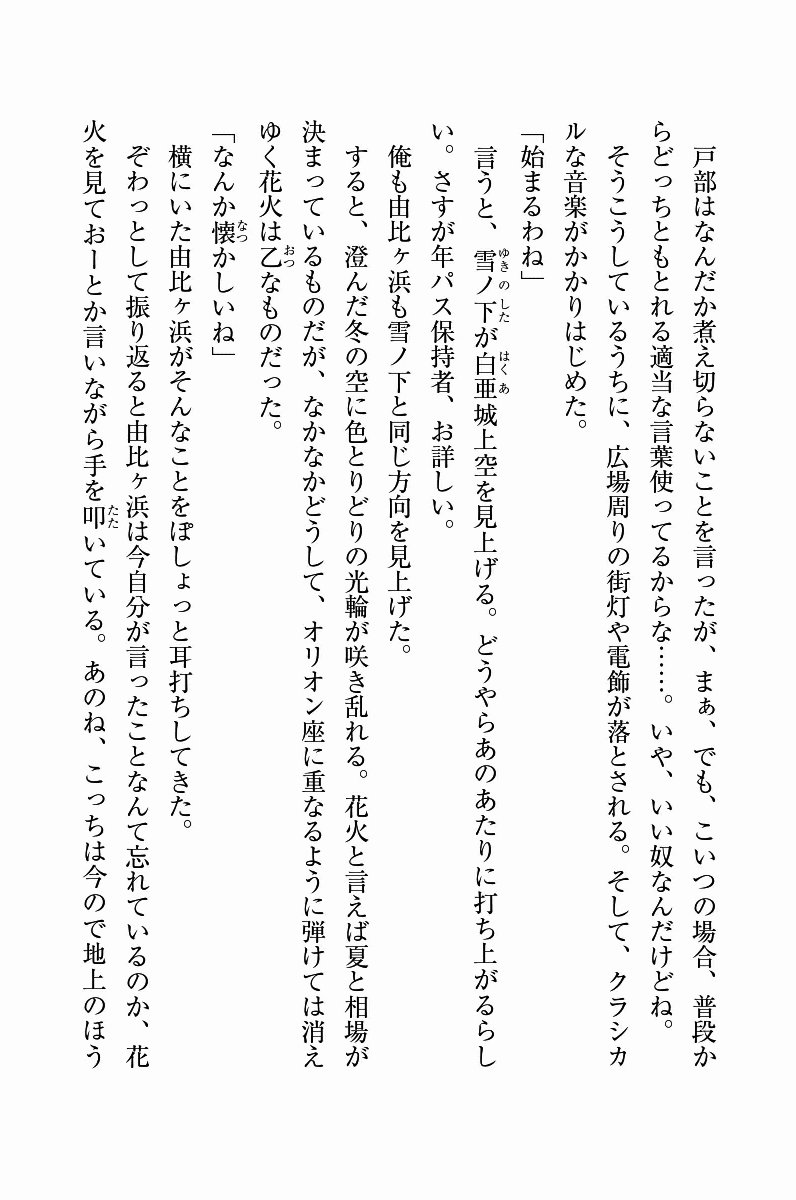 戸部はなんだか煮え切らないことを言ったが、まぁ、でも、こいつの場合、普段か
らどっちともとれる適当な言葉使ってるからな……。いや、いい奴なんだけどね。
そうこうしているうちに、広場周りの街灯や電飾が落とされる。そして、クラシカ
ルな音楽がかかりはじめた。
「始まるわね」
言うと、雪ノ下が白亜城上空を見上げる。どうやらあのあたりに打ち上がるらし
い。さすが年パス保持者、お詳しい。
俺も由比ヶ浜も雪ノ下と同じ方向を見上げた。
すると、澄んだ冬の空に色とりどりの光輪が咲き乱れる。花火と言えば夏と相場が
決まっているものだが、なかなかどうして、オリオン座に重なるように弾けては消え
ゆく花火は乙なものだった。
「なんか懐かしいね」
横にいた由比ヶ浜がそんなことをぽしょっと耳打ちしてきた。
ぞわっとして振り返ると由比ヶ浜は今自分が言ったことなんて忘れているのか、花
火を見ておーとか言いながら手を叩いている。あのね、こっちは今ので地上のほう